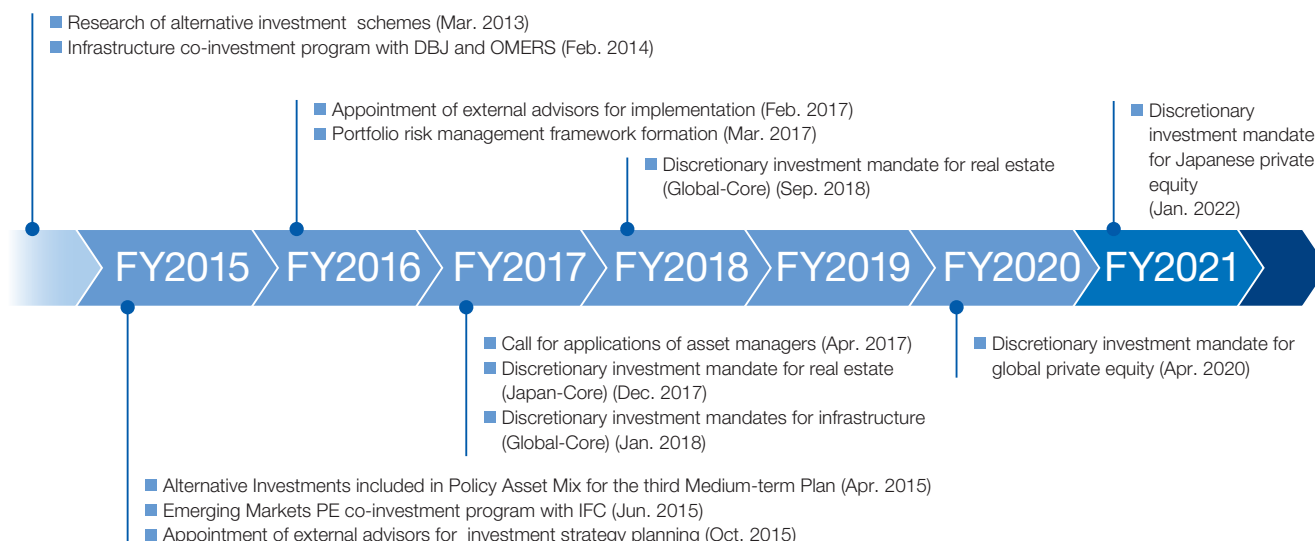 Research of alternative investment schemes (Mar. 2013)
Infrastructure co-investment program with DBJ and OMERS (Feb. 2014)
Appointment of external advisors for implementation (Feb. 2017)
Portfolio risk management framework formation (Mar. 2017)
Discretionary investment mandate for real estate
(Global-Core) (Sep. 2018)
Discretionary
investment mandate
for Japanese private
equity
(Jan. 2022)
FY2015 FY2016 FY2017 FY2018 FY2019 FY2020 FY2021
Call for applications of asset managers (Apr. 2017)
Discretionary investment mandate for real estate
(Japan-Core) (Dec. 2017)
Discretionary investment mandates for infrastructure
(Global-Core) (Jan. 2018)
Discretionary investment mandate for
global private equity (Apr. 2020)
Alternative Investments included in Policy Asset Mix for the third Medium-term Plan (Apr. 2015)
Emerging Markets PE co-investment program with IFC (Jun. 2015)
Appointment of external advisors for investment strategy planning (Oct. 2015)